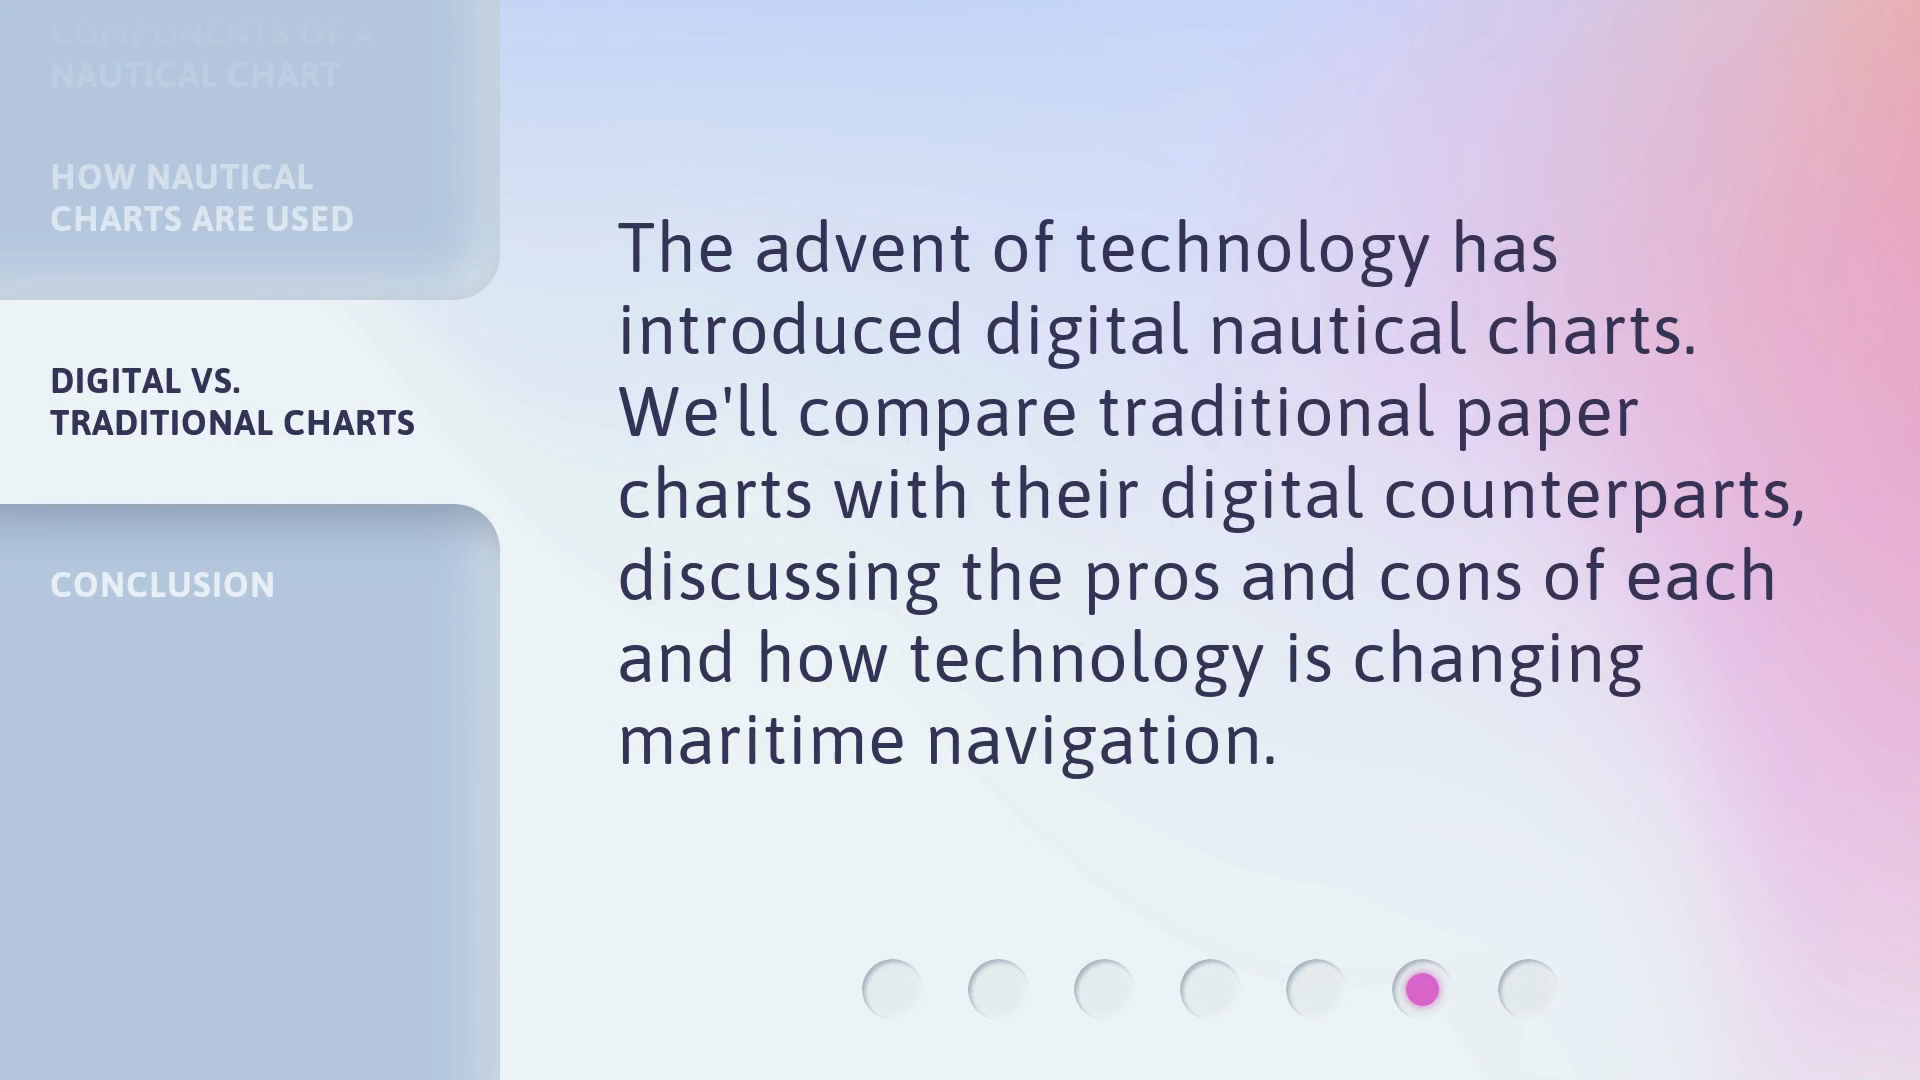 COMPONENTS OF A
NAUTICAL CHART
HOW NAUTICAL
CHARTS ARE USED
DIGITAL VS.
TRADITIONAL CHARTS
CONCLUSION
The advent of technology has
introduced digital nautical charts.
We'll compare traditional paper
charts with their digital counterparts,
discussing the pros and cons of each
and how technology is changing
maritime navigation.